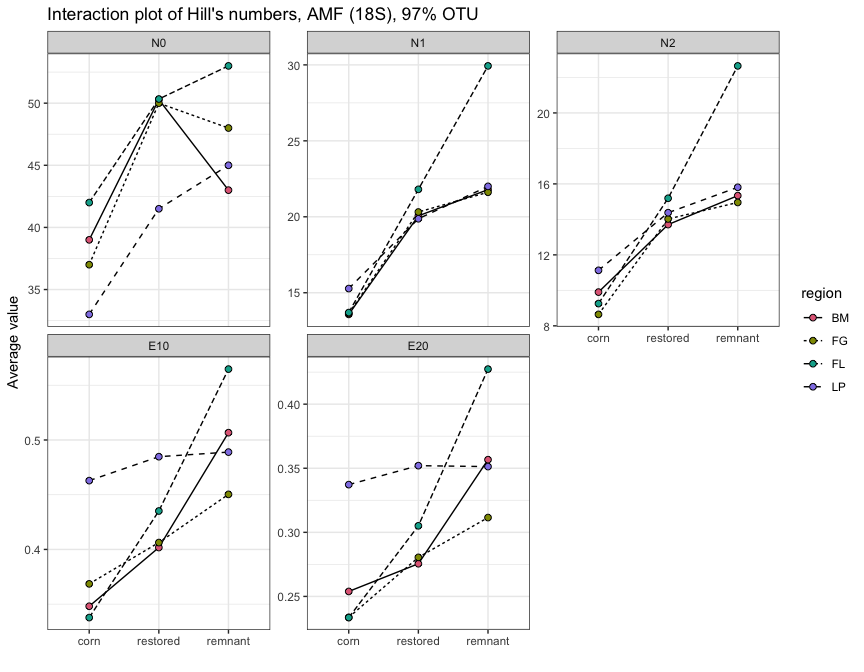 Interaction plot of Hill's numbers, AMF (18S), 97% OTU
N0
N1
N2
50
45
40
35
30
25
20
15
20
16
12
8
corn
restored
remnant
Average value
E10
E20
0.5
0.4
0.40
0.35
0.30
0.25
corn
restored
remnant
corn
restored
remnant
region
BM
FG
FL
LP